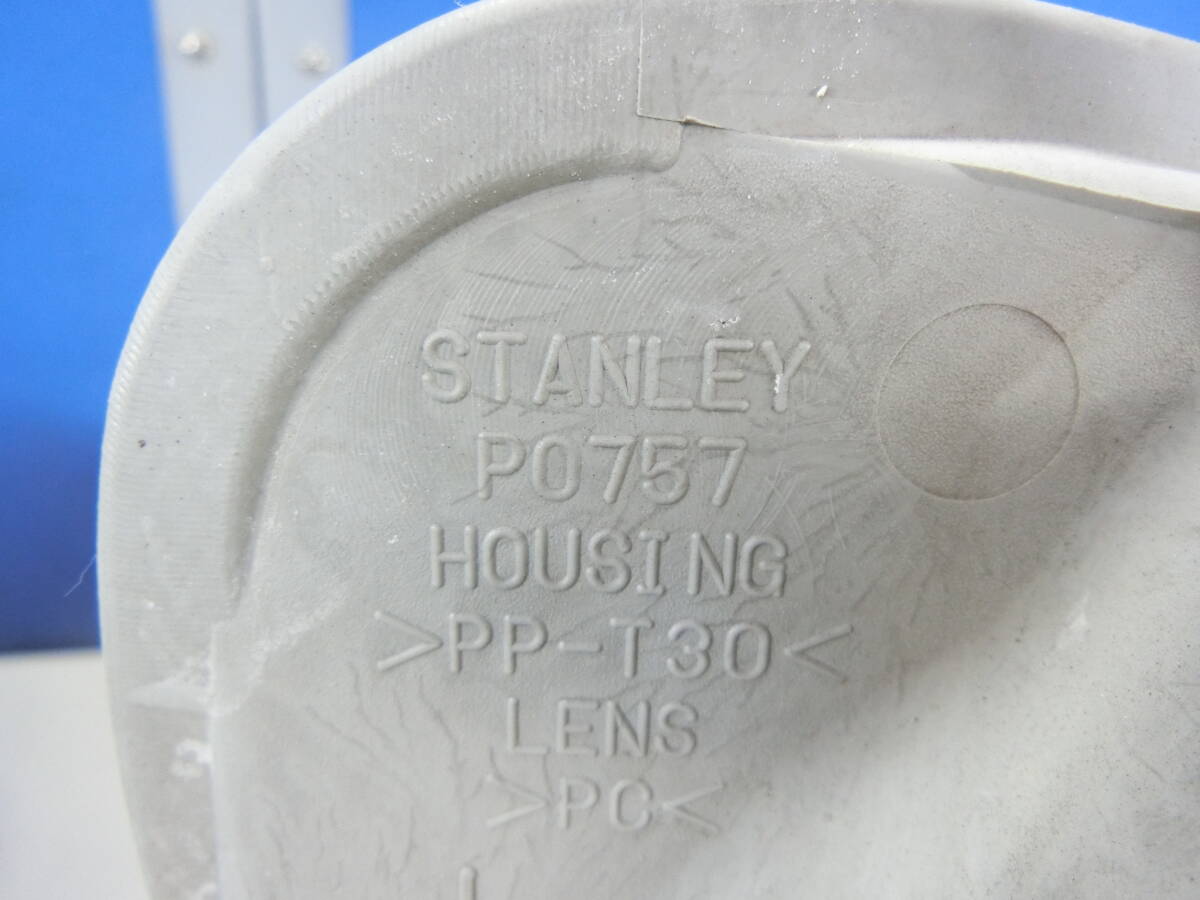 STANLEY
P0757
HOUSING
>PP-T30<
LENS
>PC<